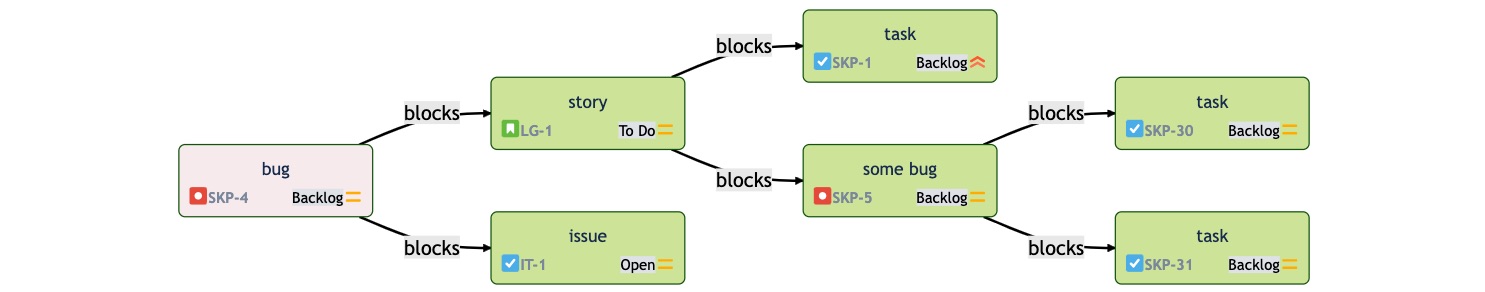 task
SKP-1 Backlog
blocks
story
LG-1 To Do
blocks
task
SKP-30 Backlog
blocks
bug
SKP-4 Backlog
blocks
some bug
SKP-5 Backlog
blocks
issue
IT-1 Open
blocks
task
SKP-31 Backlog